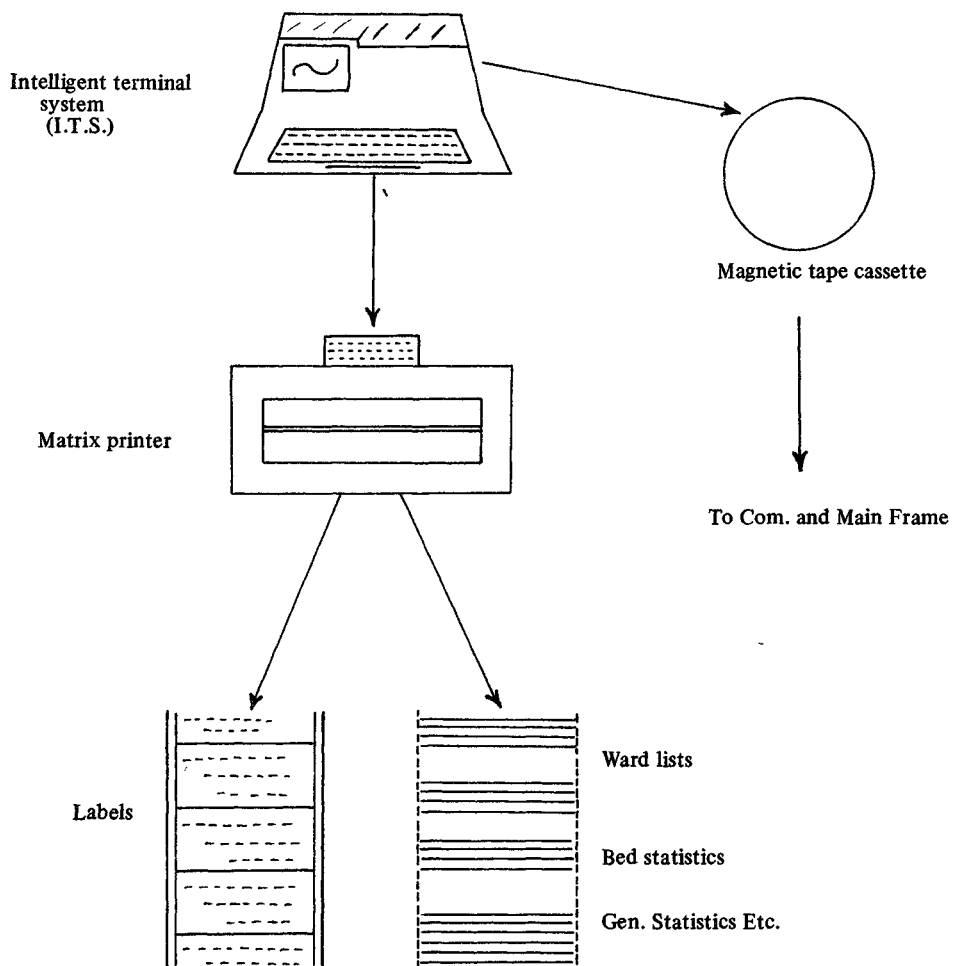 Intelligent terminal
system
(I.T.S.)
Magnetic tape cassette
Matrix printer
To Com. and Main Frame
Ward lists
Labels
Bed statistics
Gen. Statistics Etc.